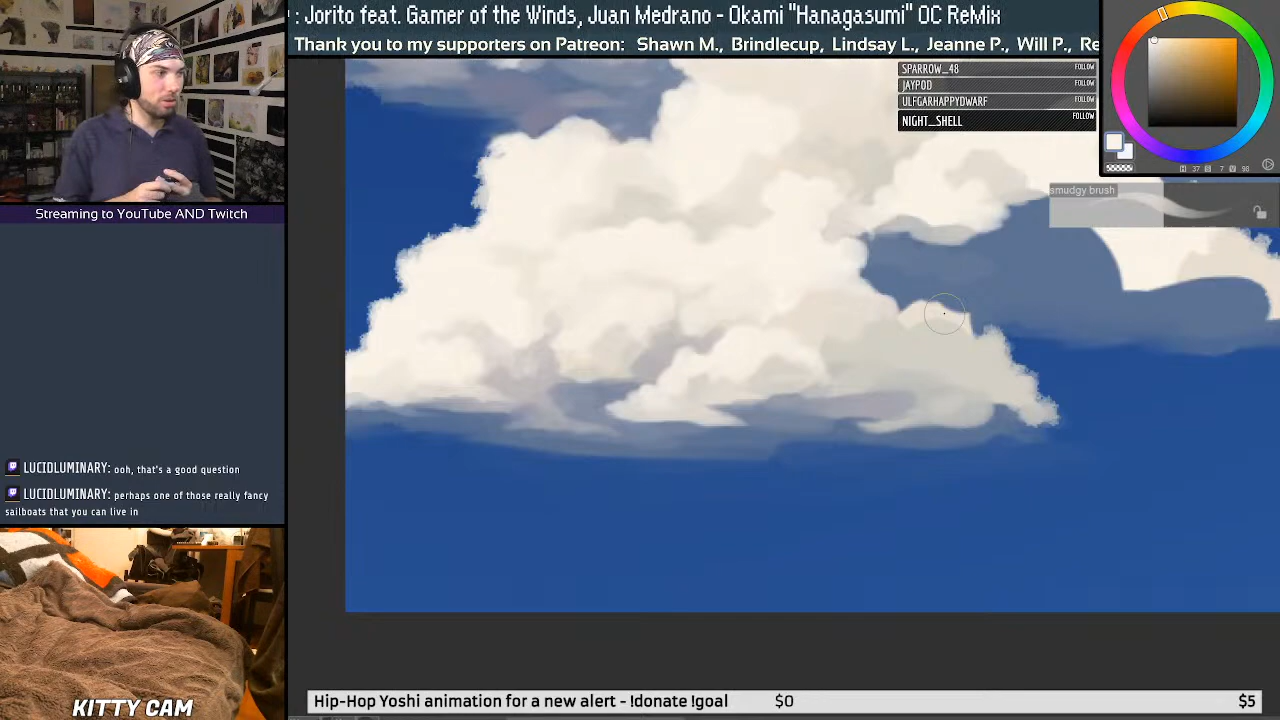 : Jorito feat. Gamer of the Winds, Juan Medrano - Okami "Hanagasumi" OC ReMix
Thank you to my supporters on Patreon: Shawn M., Brindlecup, Lindsay L., Jeanne P., Will P., Re
SPARROW_48 FOLLOW
JAYPOD FOLLOW
ULFGARHAPPYDWARF FOLLOW
NIGHT_SHELL FOLLOW
H 37 S 7 V 98
smudgy brush
Streaming to YouTube AND Twitch
LUCIDLUMINARY: ooh, that's a good question
LUCIDLUMINARY: perhaps one of those really fancy
sailboats that you can live in
KITTY CAM
Hip-Hop Yoshi animation for a new alert - !donate !goal $0 $5